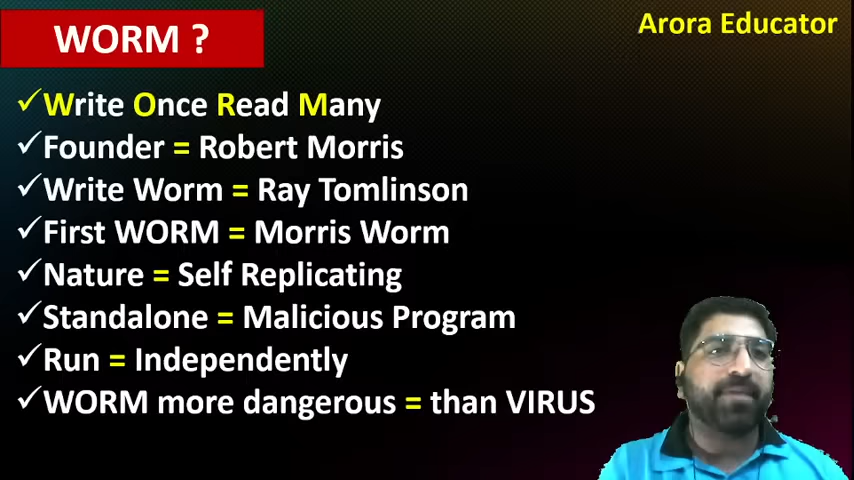 WORM ?
Arora Educator
✓Write Once Read Many
✓Founder = Robert Morris
✓Write Worm = Ray Tomlinson
✓First WORM = Morris Worm
✓Nature = Self Replicating
✓Standalone = Malicious Program
✓Run = Independently
✓WORM more dangerous = than VIRUS